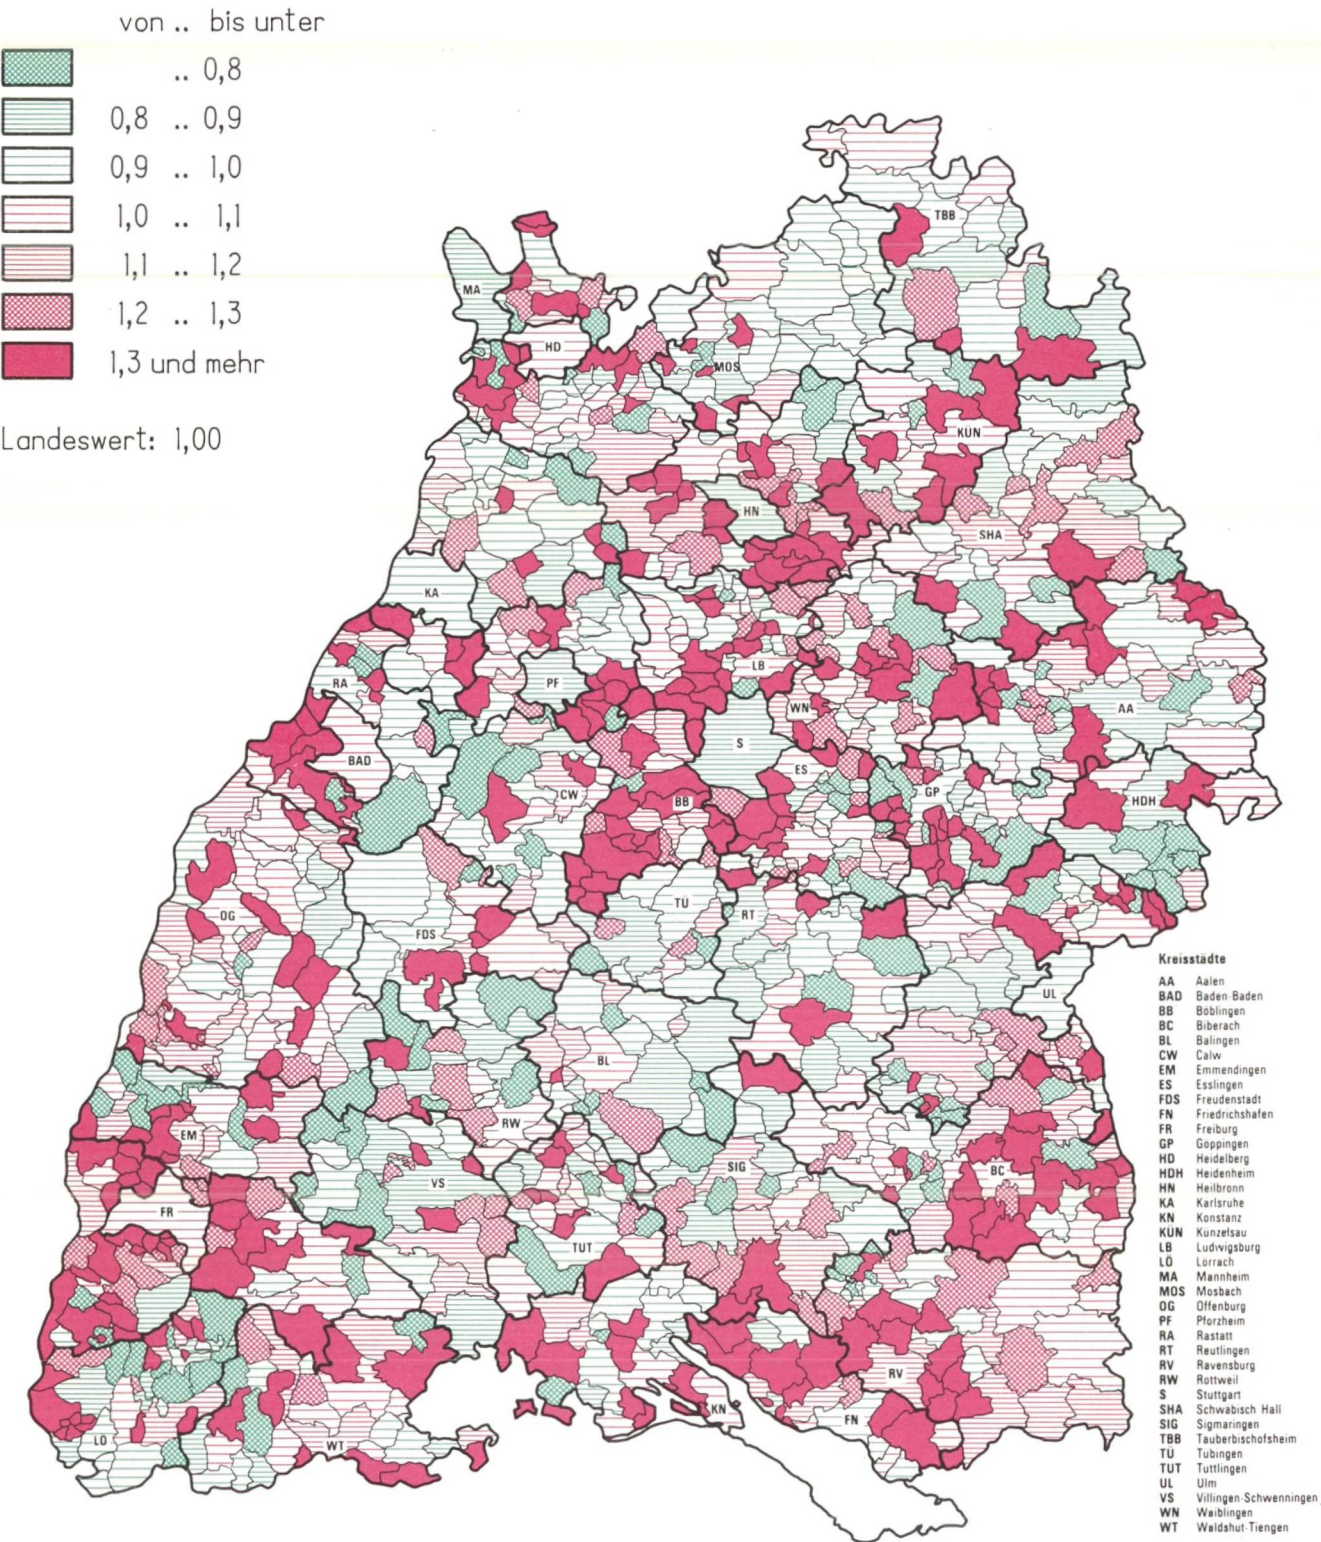 von .. bis unter
.. 0,8
0,8 .. 0,9
0,9 .. 1,0
1,0 .. 1,1
1,1 .. 1,2
1,2 .. 1,3
1,3 und mehr
Landeswert: 1,00
TBB
MA
HD
MOS
KÜN
HN
SHA
KA
LB
RA
PF
AA
WN
S
BAD
ES
CW
BB
GP
HDH
TÜ
RT
OG
FDS
UL
BL
RW
EM
SIG
BC
VS
FR
TUT
RV
KN
FN
LÖ
WT
Kreisstädte
AA Aalen
BAD Baden-Baden
BB Böblingen
BC Biberach
BL Balingen
CW Calw
EM Emmendingen
ES Esslingen
FDS Freudenstadt
FN Friedrichshafen
FR Freiburg
GP Göppingen
HD Heidelberg
HDH Heidenheim
HN Heilbronn
KA Karlsruhe
KN Konstanz
KÜN Künzelsau
LB Ludwigsburg
LÖ Lörrach
MA Mannheim
MOS Mosbach
OG Offenburg
PF Pforzheim
RA Rastatt
RT Reutlingen
RV Ravensburg
RW Rottweil
S Stuttgart
SHA Schwäbisch Hall
SIG Sigmaringen
TBB Tauberbischofsheim
TÜ Tübingen
TUT Tuttlingen
UL Ulm
VS Villingen-Schwenningen
WN Waiblingen
WT Waldshut-Tiengen